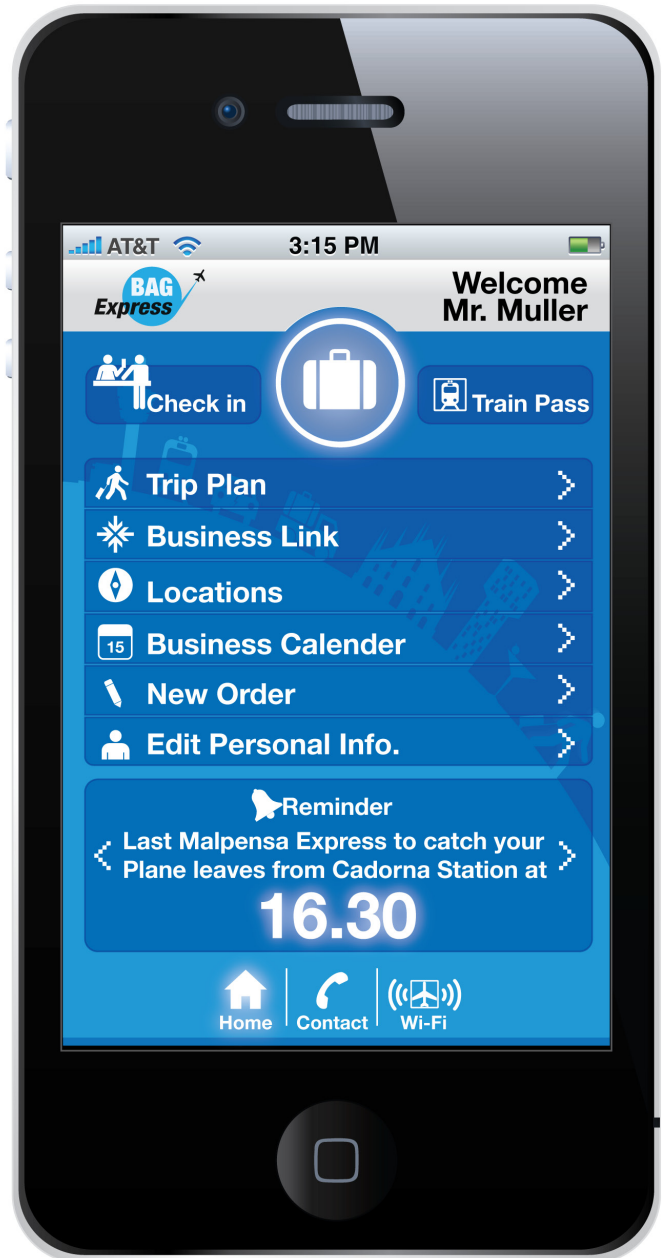 AT&T 3:15 PM
BAG
Express
Welcome
Mr. Muller
Check in
Train Pass
Trip Plan
Business Link
Locations
15 Business Calender
New Order
Edit Personal Info.
Reminder
Last Malpensa Express to catch your
Plane leaves from Cadorna Station at
16.30
Home Contact Wi-Fi